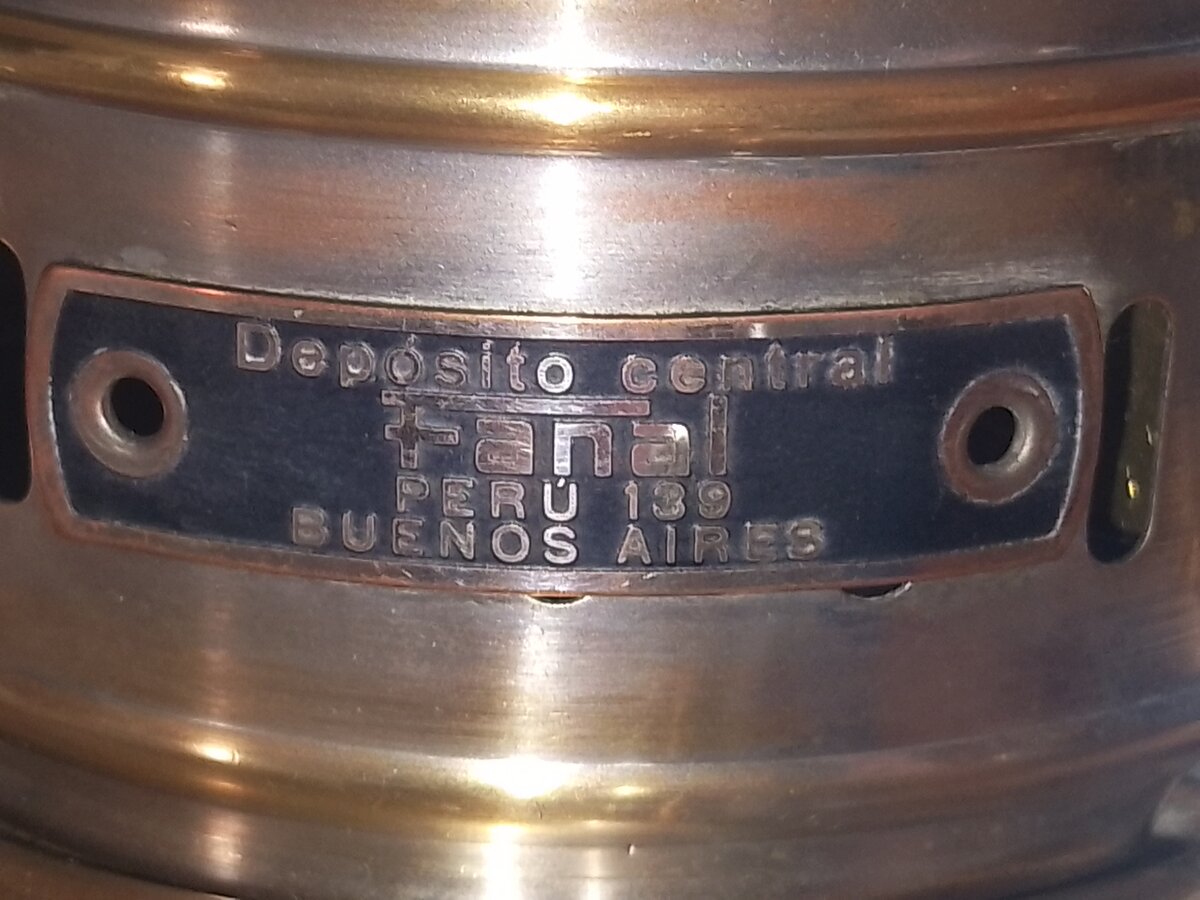 Depósito central
Fanal
PERÚ 139
BUENOS AIRES